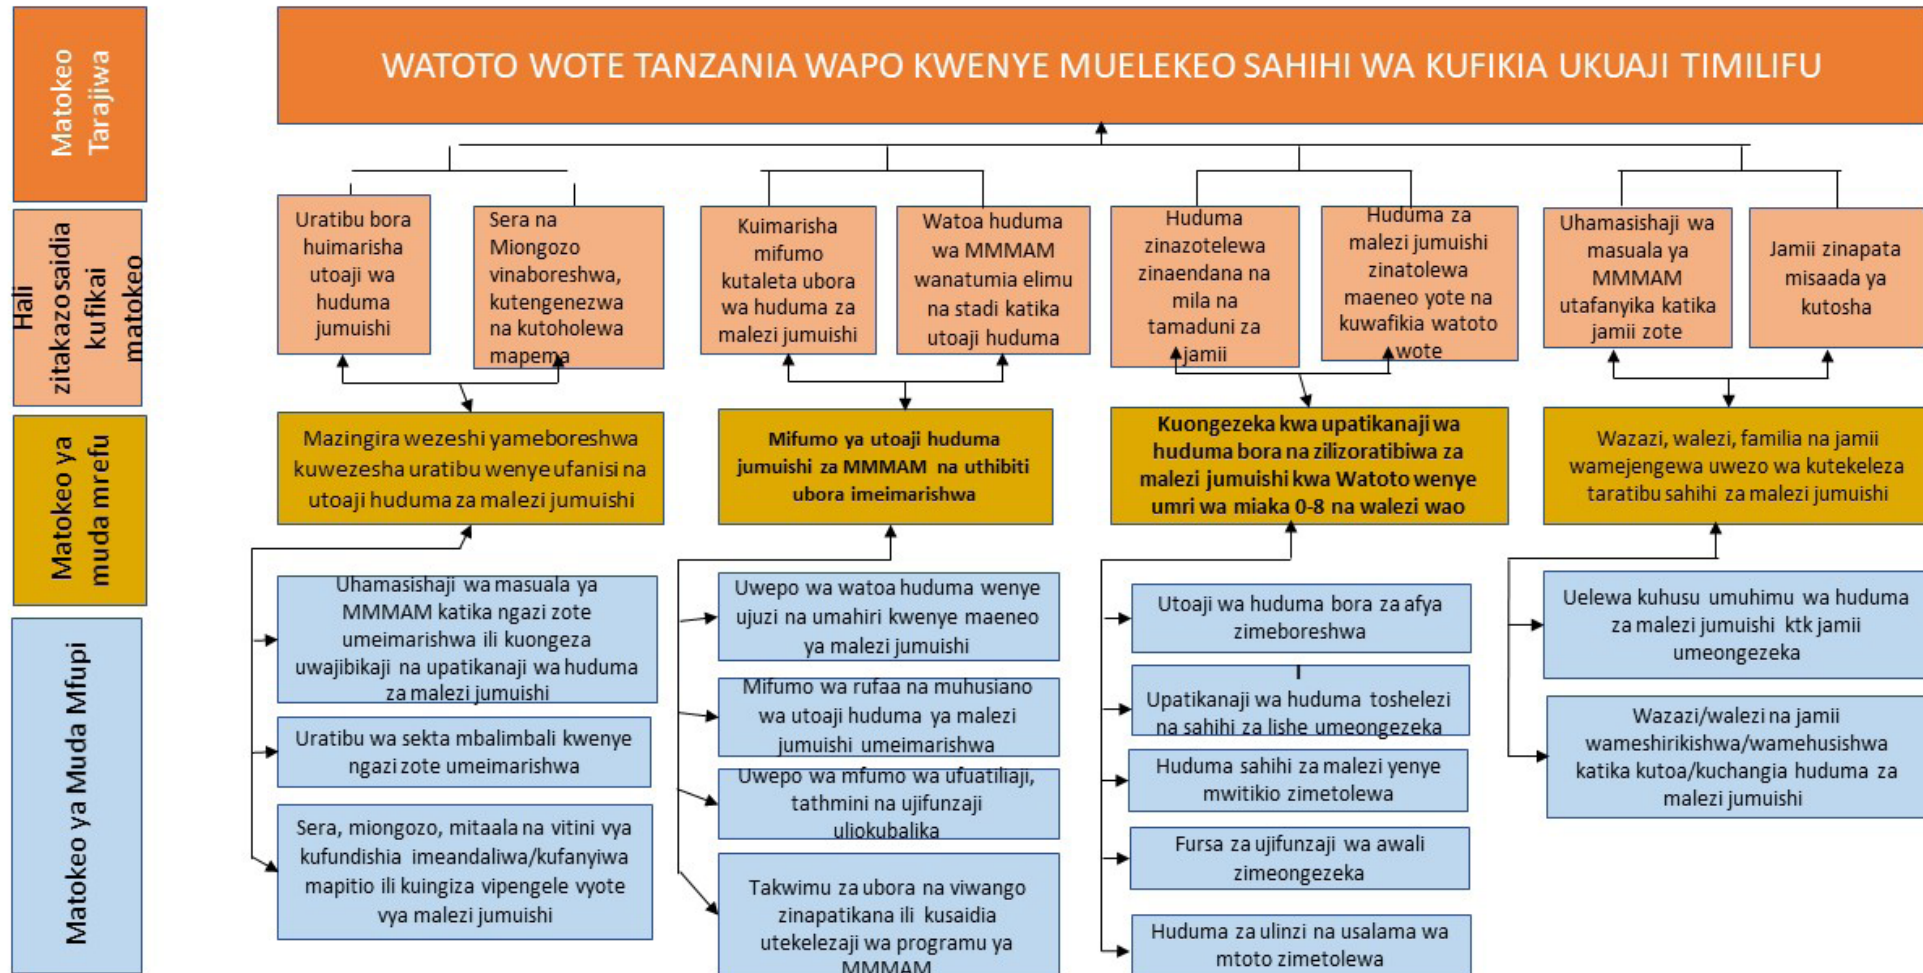 Matokeo
Tarajiwa
WATOTO WOTE TANZANIA WAPO KWENYE MUELEKEO SAHIHI WA KUFIKIA UKUAJI TIMILIFU
Hali
zitakazosaidia
kufikai
matokeo
Uratibu bora
huimarisha
utoaji wa
huduma
jumuishi
Sera na
Miongozo
vinaboreshwa,
kutengenezwa
na kutoholewa
mapema
Kuimarisha
mifumo
kutaleta ubora
wa huduma za
malezi jumuishi
Watoa huduma
wa MMMAM
wanatumia elimu
na stadi katika
utoaji huduma
Huduma
zinazotelewa
zinaendana na
mila na
tamaduni za
jamii
Huduma za
malezi jumuishi
zinatolewa
maeneo yote na
kuwafikia watoto
wote
Uhamasishaji wa
masuala ya
MMMAM
utafanyika katika
jamii zote
Jamii zinapata
misaada ya
kutosha
Matokeo ya
muda mrefu
Mazingira wezeshi yameboreshwa
kuwezesha uratibu wenye ufanisi na
utoaji huduma za malezi jumuishi
Mifumo ya utoaji huduma
jumuishi za MMMAM na uthibiti
ubora imeimarishwa
Kuongezeka kwa upatikanaji wa
huduma bora na zilizoratibiwa za
malezi jumuishi kwa Watoto wenye
umri wa miaka 0-8 na walezi wao
Wazazi, walezi, familia na jamii
wamejengewa uwezo wa kutekeleza
taratibu sahihi za malezi jumuishi
Matokeo ya Muda Mfupi
Uhamasishaji wa masuala ya
MMMAM katika ngazi zote
umeimarishwa ili kuongeza
uwajibikaji na upatikanaji wa huduma
za malezi jumuishi
Uratibu wa sekta mbalimbali kwenye
ngazi zote umeimarishwa
Sera, miongozo, mitaala na vitini vya
kufundishia imeandaliwa/kufanyiwa
mapitio ili kuingiza vipengele vyote
vya malezi jumuishi
Uwepo wa watoa huduma wenye
ujuzi na umahiri kwenye maeneo
ya malezi jumuishi
Mifumo wa rufaa na muhusiano
wa utoaji huduma ya malezi
jumuishi umeimarishwa
Uwepo wa mfumo wa ufuatiliaji,
tathmini na ujifunzaji
uliokubalika
Takwimu za ubora na viwango
zinapatikana ili kusaidia
utekelezaji wa programu ya
MMMAM
Utoaji wa huduma bora za afya
zimeboreshwa
I
Upatikanaji wa huduma toshelezi
na sahihi za lishe umeongezeka
Huduma sahihi za malezi yenye
mwitikio zimetolewa
Fursa za ujifunzaji wa awali
zimeongezeka
Huduma za ulinzi na usalama wa
mtoto zimetolewa
Uelewa kuhusu umuhimu wa huduma
za malezi jumuishi ktk jamii
umeongezeka
Wazazi/walezi na jamii
wameshirikishwa/wamehusishwa
katika kutoa/kuchangia huduma za
malezi jumuishi